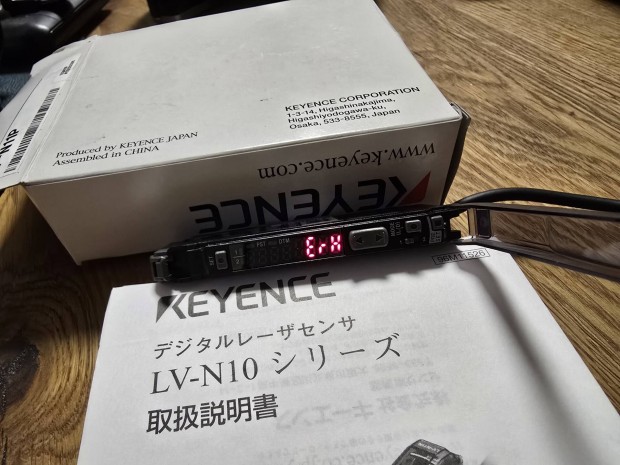 KEYENCE CORPORATION
1-3-14, Higashinakajima,
Higashiyodogawa-ku,
Osaka, 533-8555, Japan
Produced by KEYENCE JAPAN
Assembled in CHINA
www.keyence.com
KEYENCE
DTM
ErH
KEYENCE
96M11526
デジタルレーザセンサ
LV-N10 シリーズ
取扱説明書